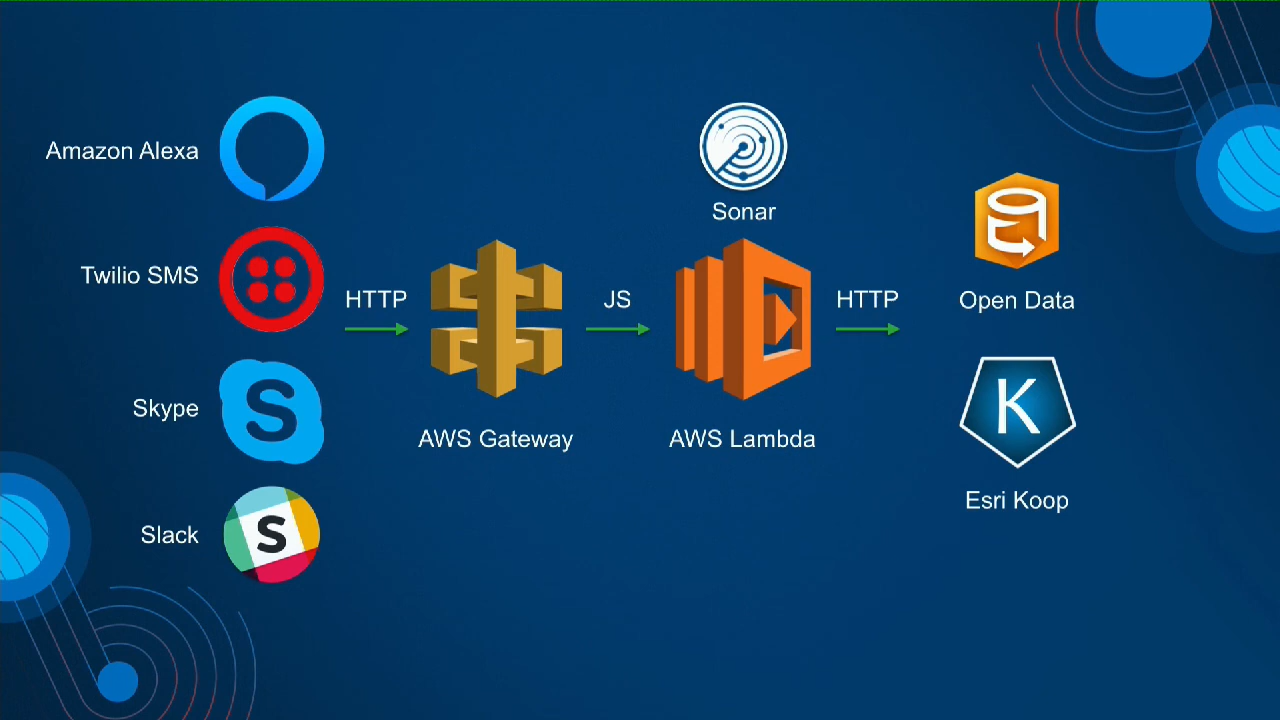 Amazon Alexa
Twilio SMS
Skype
S
Slack
S
HTTP
AWS Gateway
JS
Sonar
AWS Lambda
HTTP
Open Data
K
Esri Koop